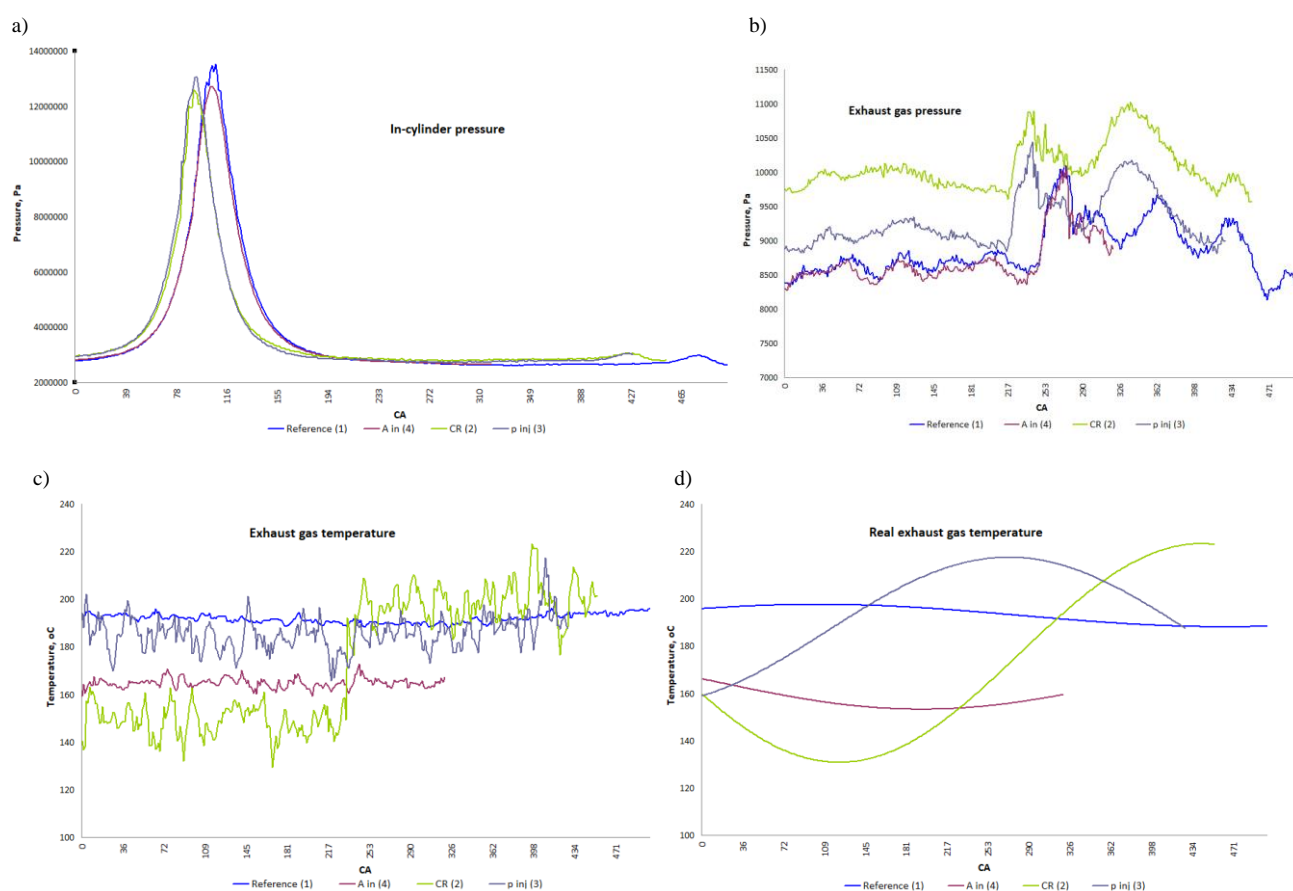 a)
In-cylinder pressure
Pressure, Pa
14000000
12000000
10000000
8000000
6000000
4000000
2000000
0 39 78 116 155 194 233 272 310 349 388 427 465
CA
Reference (1) A in (4) CR (2) p inj (3)
b)
Exhaust gas pressure
Pressure, Pa
11500
11000
10500
10000
9500
9000
8500
8000
7500
7000
0 36 72 109 145 181 217 253 290 326 362 398 434 471
CA
Reference (1) A in (4) CR (2) p inj (3)
c)
Exhaust gas temperature
Temperature, oC
240
220
200
180
160
140
120
100
0 36 72 109 145 181 217 253 290 326 362 398 434 471
CA
Reference (1) A in (4) CR (2) p inj (3)
d)
Real exhaust gas temperature
Temperature, oC
240
220
200
180
160
140
120
100
0 36 72 109 145 181 217 253 290 326 362 398 434 471
CA
Reference (1) A in (4) CR (2) p inj (3)